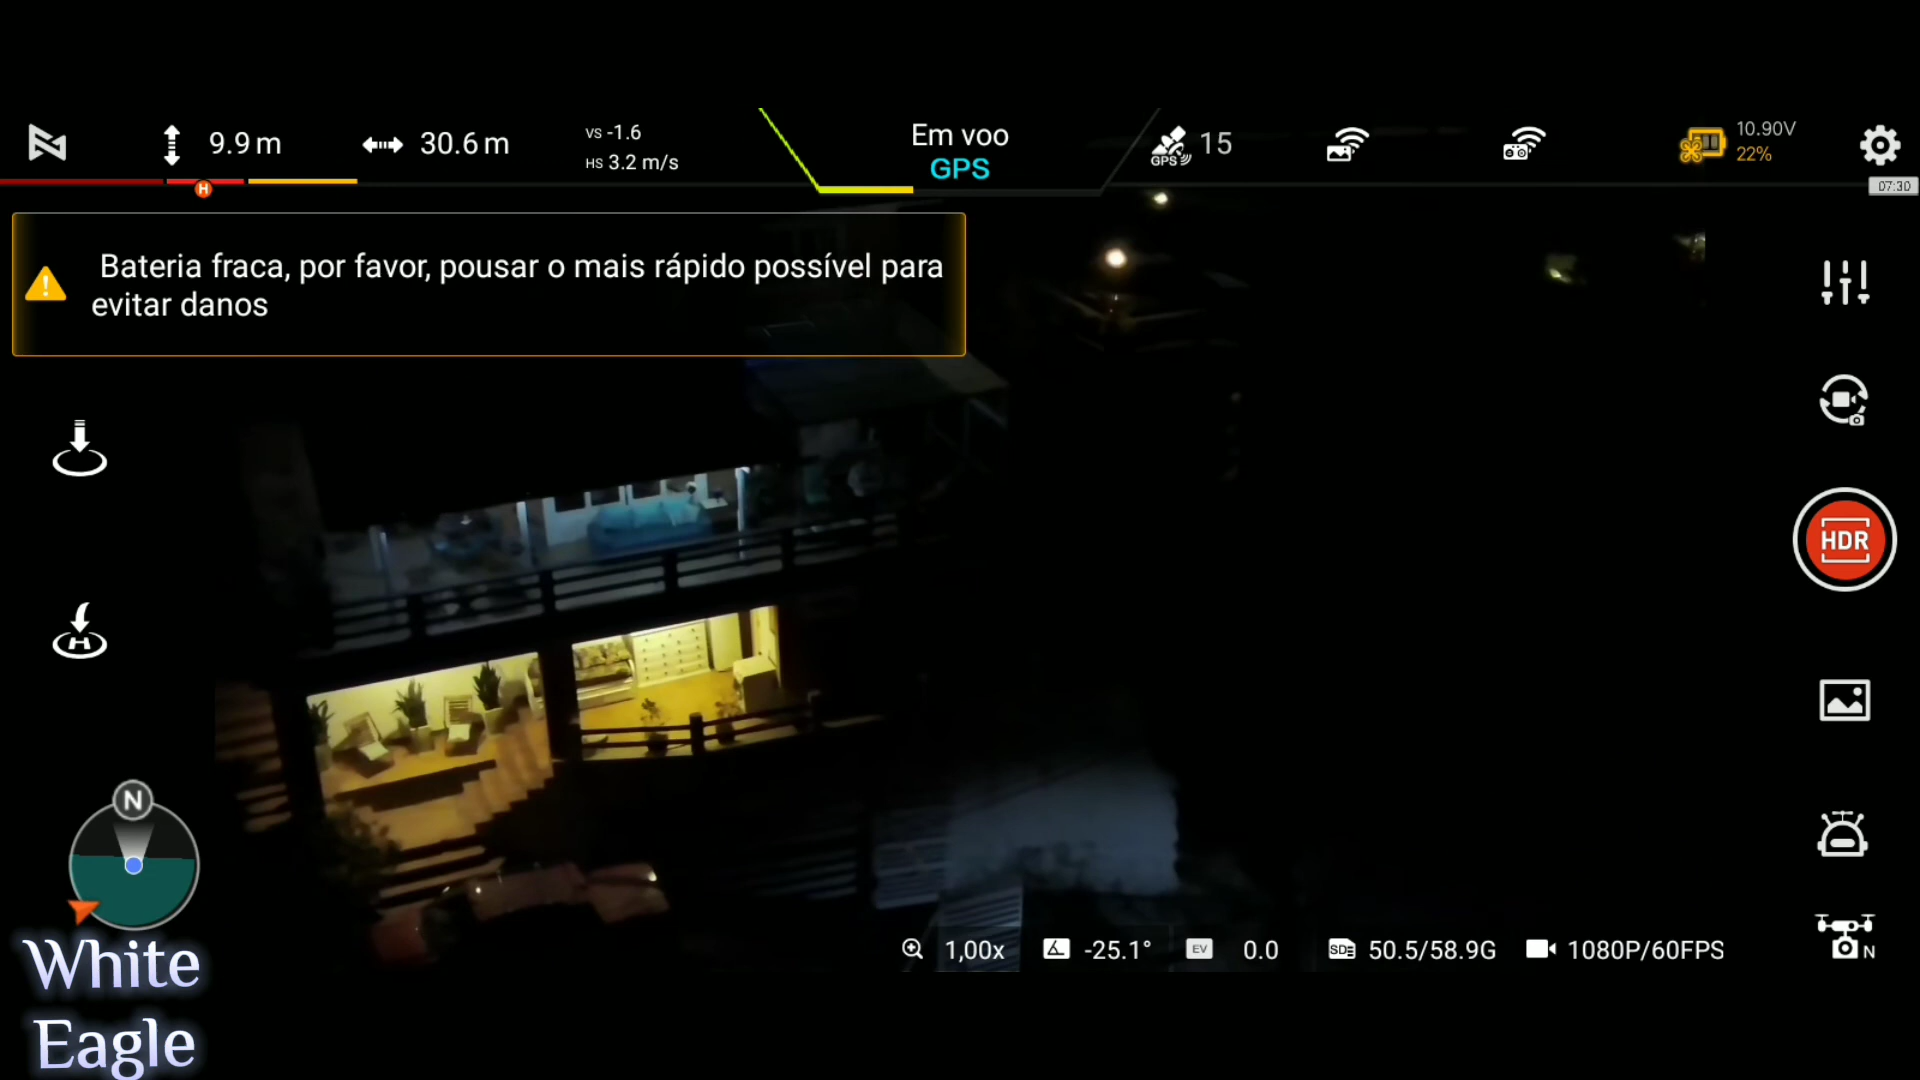 9.9 m
30.6 m
VS -1.6
HS 3.2 m/s
Em voo
GPS
GPS
15
10.90V
22%
07:30
H
Bateria fraca, por favor, pousar o mais rápido possível para
evitar danos
H
HDR
N
White
Eagle
1,00x
-25.1°
EV
0.0
SD
50.5/58.9G
1080P/60FPS
N